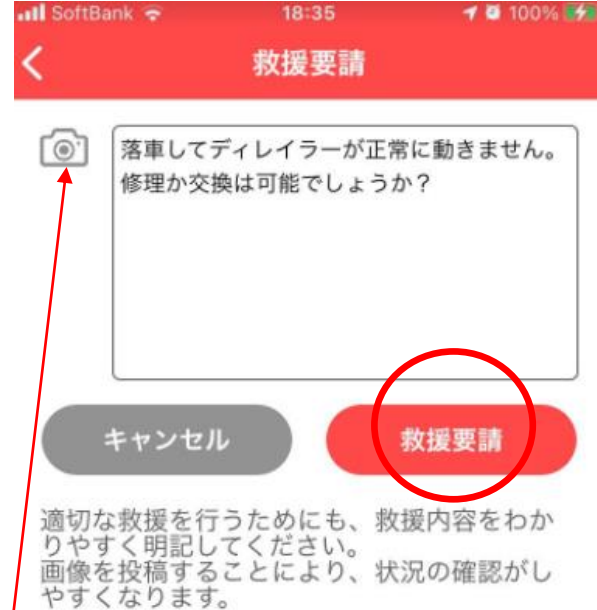 SoftBank 18:35 100%
救援要請
落車してディレイラーが正常に動きません。
修理か交換は可能でしょうか？
キャンセル 救援要請
適切な救援を行うためにも、救援内容をわか
りやすく明記してください。
画像を投稿することにより、状況の確認がし
やすくなります。